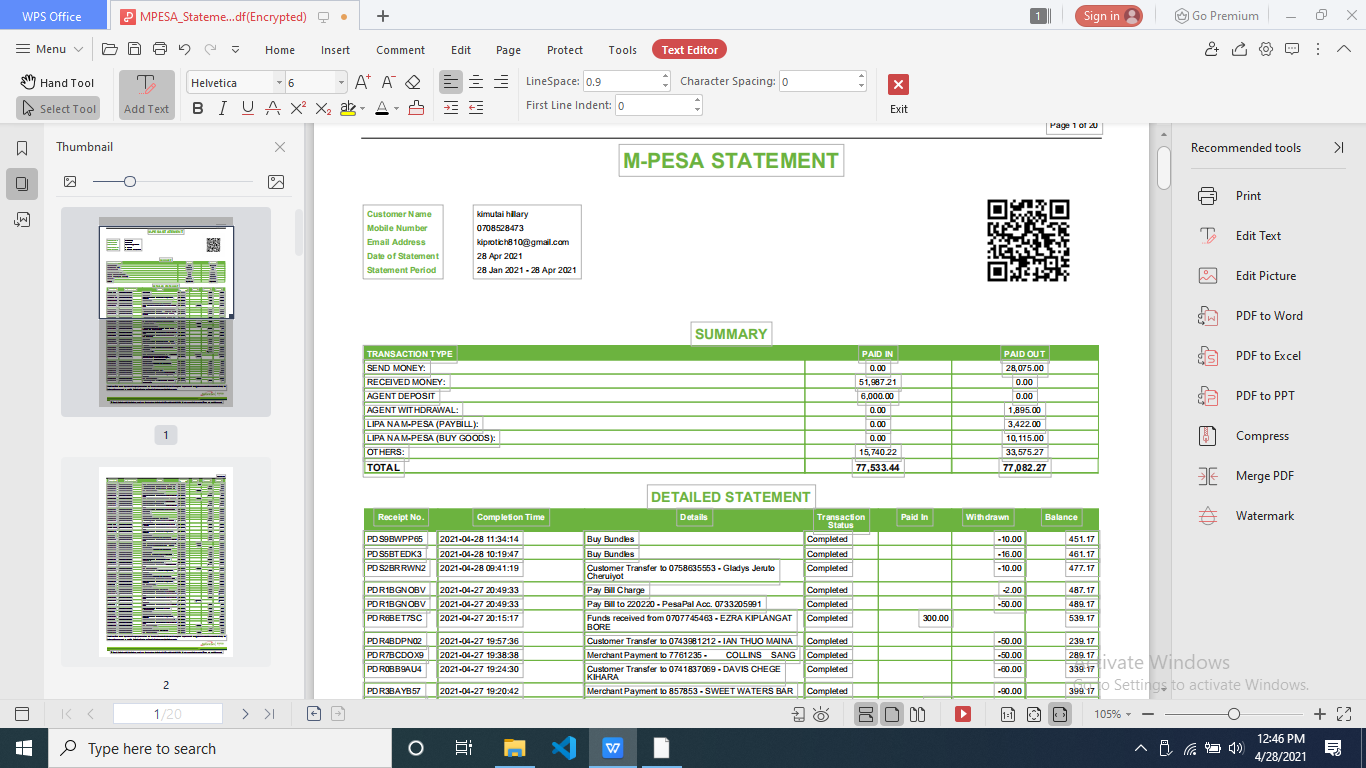 WPS Office
MPESA_Stateme...df(Encrypted)
1
Sign in
Go Premium
Menu
Home
Insert
Comment
Edit
Page
Protect
Tools
Text Editor
Hand Tool
Select Tool
Add Text
Helvetica
6
LineSpace: 0.9
Character Spacing: 0
First Line Indent: 0
Exit
Thumbnail
1
2
Page 1 of 20
M-PESA STATEMENT
Customer Name kimutai hillary
Mobile Number 0708528473
Email Address kiprotich810@gmail.com
Date of Statement 28 Apr 2021
Statement Period 28 Jan 2021 - 28 Apr 2021
SUMMARY
TRANSACTION TYPE PAID IN PAID OUT
SEND MONEY: 0.00 28,075.00
RECEIVED MONEY: 51,987.21 0.00
AGENT DEPOSIT 6,000.00 0.00
AGENT WITHDRAWAL: 0.00 1,895.00
LIPA NA M-PESA (PAYBILL): 0.00 3,422.00
LIPA NA M-PESA (BUY GOODS): 0.00 10,115.00
OTHERS: 15,740.22 33,575.27
TOTAL 77,533.44 77,082.27
DETAILED STATEMENT
Receipt No. Completion Time Details Transaction Status Paid In Withdrawn Balance
PDS9BWPP65 2021-04-28 11:34:14 Buy Bundles Completed -10.00 451.17
PDS5BTEDK3 2021-04-28 10:19:47 Buy Bundles Completed -16.00 461.17
PDS2BRRWN2 2021-04-28 09:41:19 Customer Transfer to 0758635553 - Gladys Jeruto Completed -10.00 477.17
Cheruiyot
PDR1BGNOBV 2021-04-27 20:49:33 Pay Bill Charge Completed -2.00 487.17
PDR1BGNOBV 2021-04-27 20:49:33 Pay Bill to 220220 - PesaPal Acc. 0733205991 Completed -50.00 489.17
PDR6BET7SC 2021-04-27 20:15:17 Funds received from 0707745463 - EZRA KIPLANGAT Completed 300.00 539.17
BORE
PDR4BDPN02 2021-04-27 19:57:36 Customer Transfer to 0743981212 - IAN THUO MAINA Completed -50.00 239.17
PDR7BCDOX9 2021-04-27 19:38:38 Merchant Payment to 7761235 - COLLINS SANG Completed -50.00 289.17
PDR0BB9AU4 2021-04-27 19:24:30 Customer Transfer to 0741837069 - DAVIS CHEGE Completed -60.00 339.17
KIHARA
PDR3BAYB57 2021-04-27 19:20:42 Merchant Payment to 857853 - SWEET WATERS BAR Completed -90.00 399.17
Activate Windows
Go to Settings to activate Windows.
Recommended tools
Print
Edit Text
Edit Picture
PDF to Word
PDF to Excel
PDF to PPT
Compress
Merge PDF
Watermark
1/20
105%
Type here to search
12:46 PM
4/28/2021